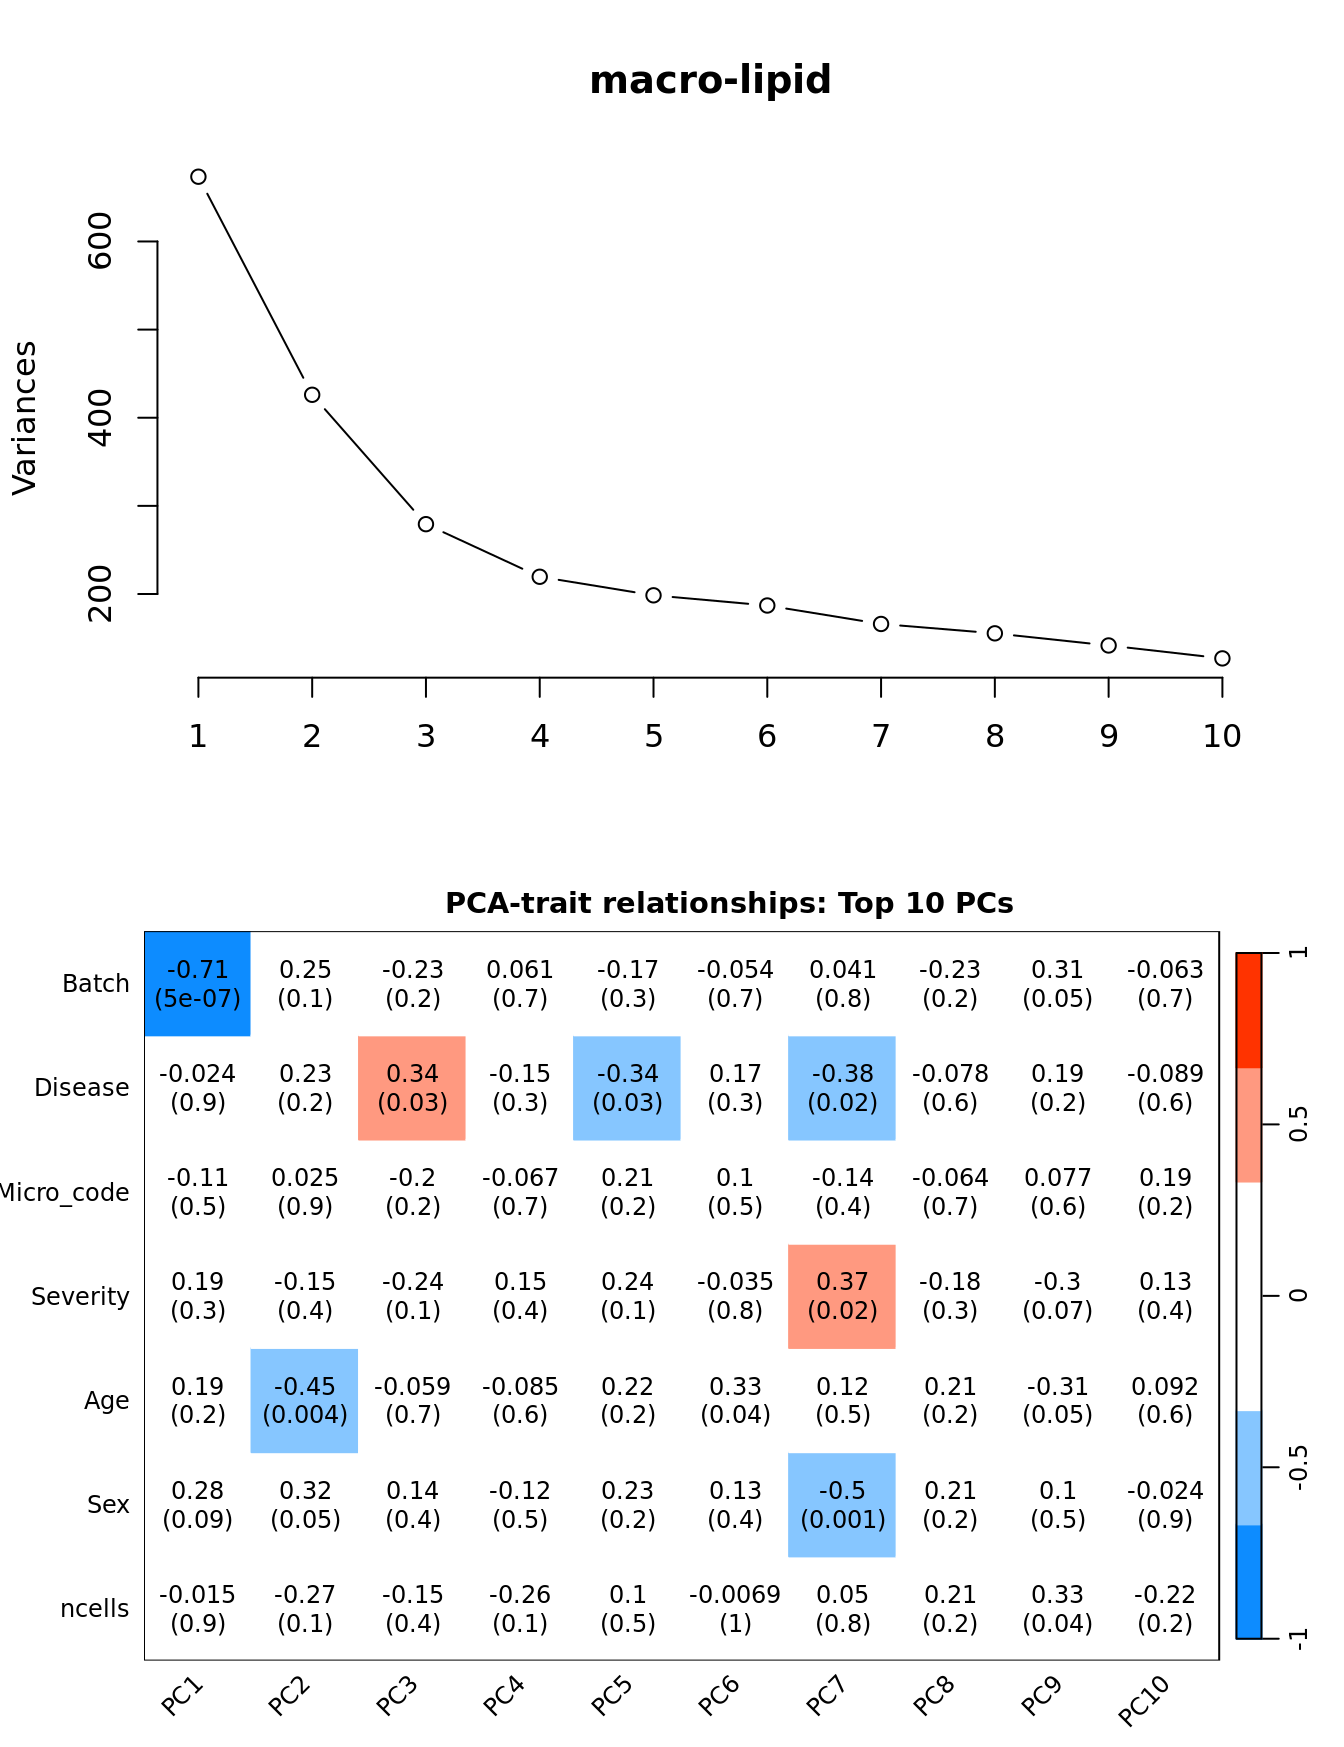 macro-lipid
Variances
600
400
200
1 2 3 4 5 6 7 8 9 10
PCA-trait relationships: Top 10 PCs
Batch -0.71 0.25 -0.23 0.061 -0.17 -0.054 0.041 -0.23 0.31 -0.063
(5e-07) (0.1) (0.2) (0.7) (0.3) (0.7) (0.8) (0.2) (0.05) (0.7)
Disease -0.024 0.23 0.34 -0.15 -0.34 0.17 -0.38 -0.078 0.19 -0.089
(0.9) (0.2) (0.03) (0.3) (0.03) (0.3) (0.02) (0.6) (0.2) (0.6)
Micro_code -0.11 0.025 -0.2 -0.067 0.21 0.1 -0.14 -0.064 0.077 0.19
(0.5) (0.9) (0.2) (0.7) (0.2) (0.5) (0.4) (0.7) (0.6) (0.2)
Severity 0.19 -0.15 -0.24 0.15 0.24 -0.035 0.37 -0.18 -0.3 0.13
(0.3) (0.4) (0.1) (0.4) (0.1) (0.8) (0.02) (0.3) (0.07) (0.4)
Age 0.19 -0.45 -0.059 -0.085 0.22 0.33 0.12 0.21 -0.31 0.092
(0.2) (0.004) (0.7) (0.6) (0.2) (0.04) (0.5) (0.2) (0.05) (0.6)
Sex 0.28 0.32 0.14 -0.12 0.23 0.13 -0.5 0.21 0.1 -0.024
(0.09) (0.05) (0.4) (0.5) (0.2) (0.4) (0.001) (0.2) (0.5) (0.9)
ncells -0.015 -0.27 -0.15 -0.26 0.1 -0.0069 0.05 0.21 0.33 -0.22
(0.9) (0.1) (0.4) (0.1) (0.5) (1) (0.8) (0.2) (0.04) (0.2)
PC1 PC2 PC3 PC4 PC5 PC6 PC7 PC8 PC9 PC10
1
0.5
0
-0.5
-1